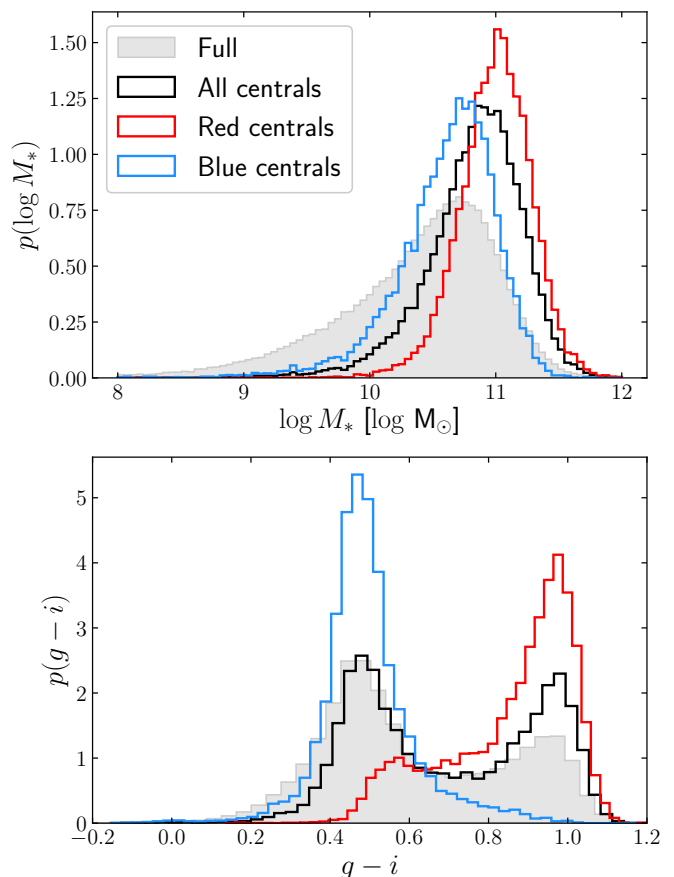 1.50
1.25
1.00
0.75
0.50
0.25
0.00
p(log M*)
Full
All centrals
Red centrals
Blue centrals
8 9 10 11 12
log M* [log M⊙]
5
4
3
2
1
0
p(g − i)
−0.2 0.0 0.2 0.4 0.6 0.8 1.0 1.2
g − i